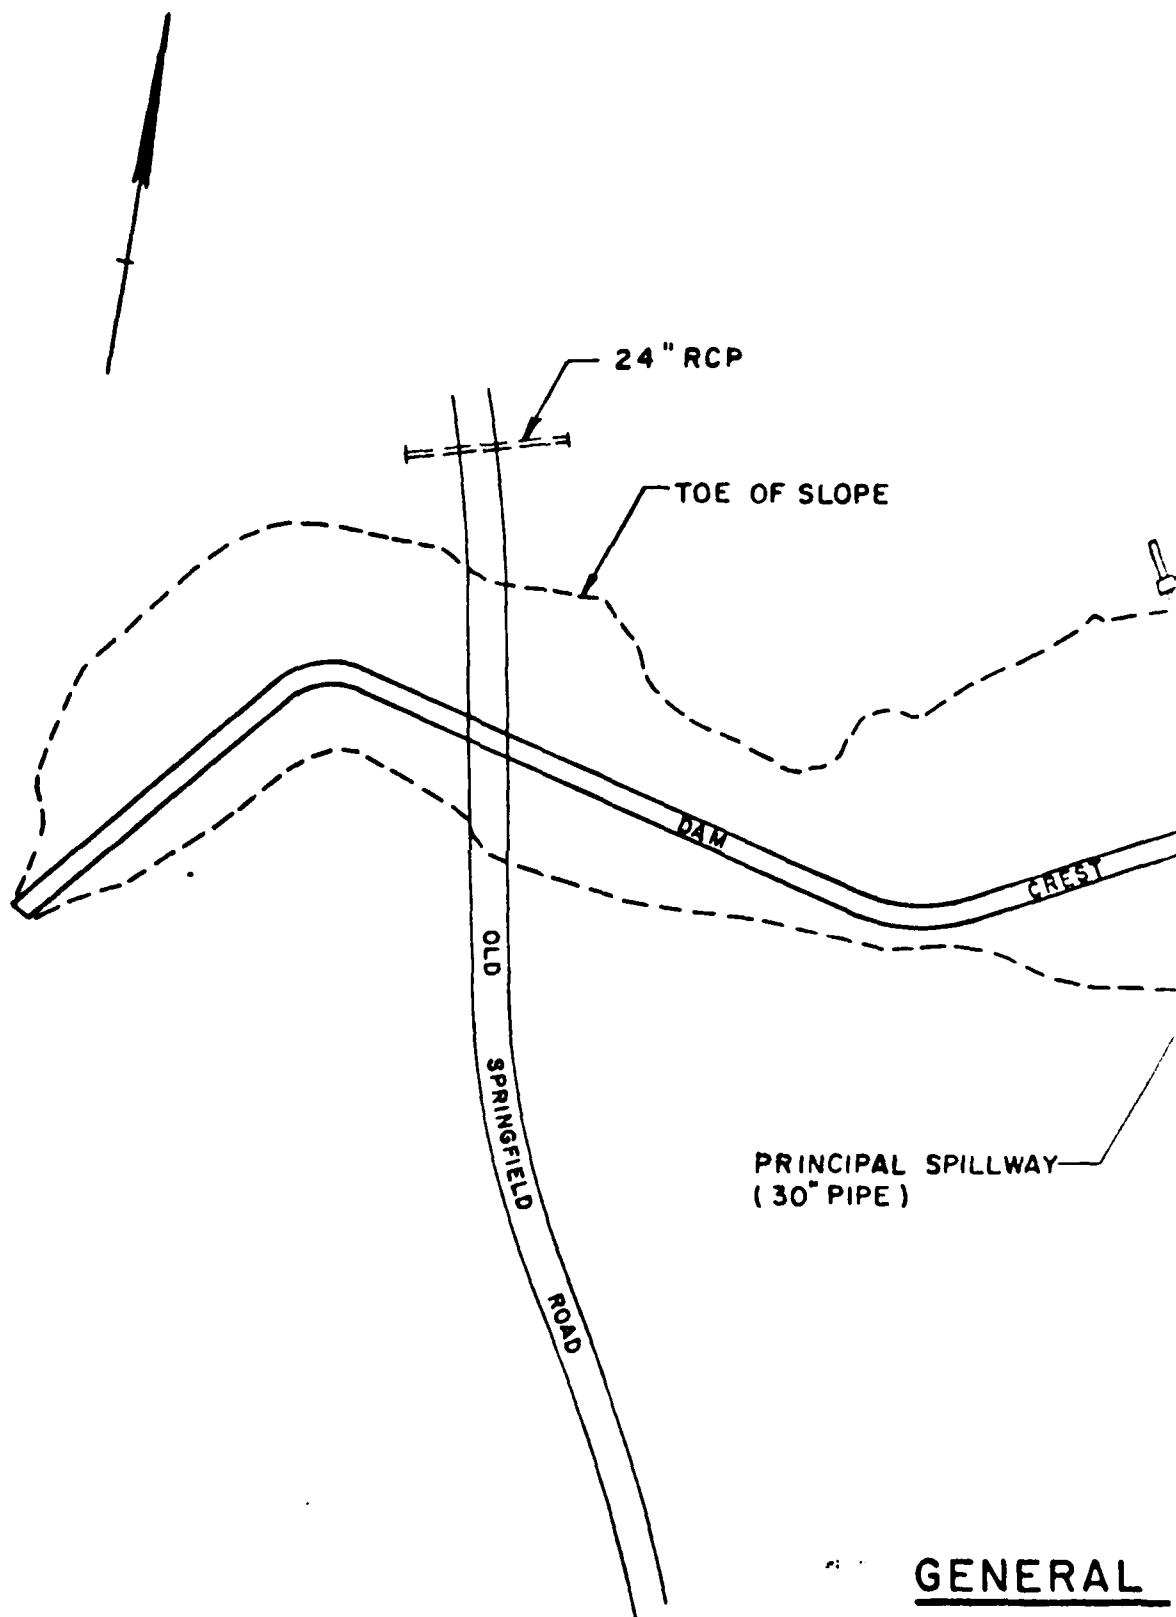 24" RCP
TOE OF SLOPE
DAM CREST
OLD SPRINGFIELD ROAD
PRINCIPAL SPILLWAY
(30" PIPE)
GENERAL